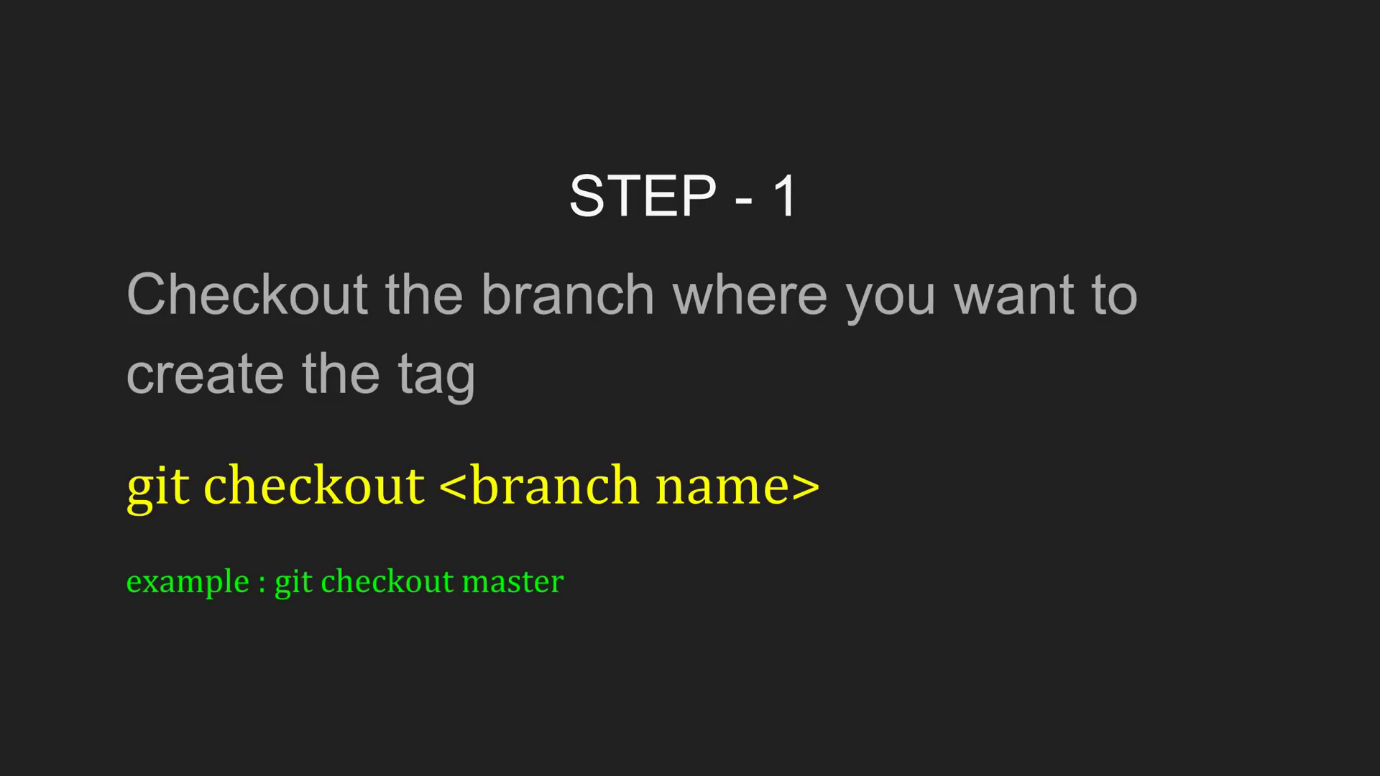 STEP - 1
Checkout the branch where you want to
create the tag
git checkout <branch name>
example : git checkout master